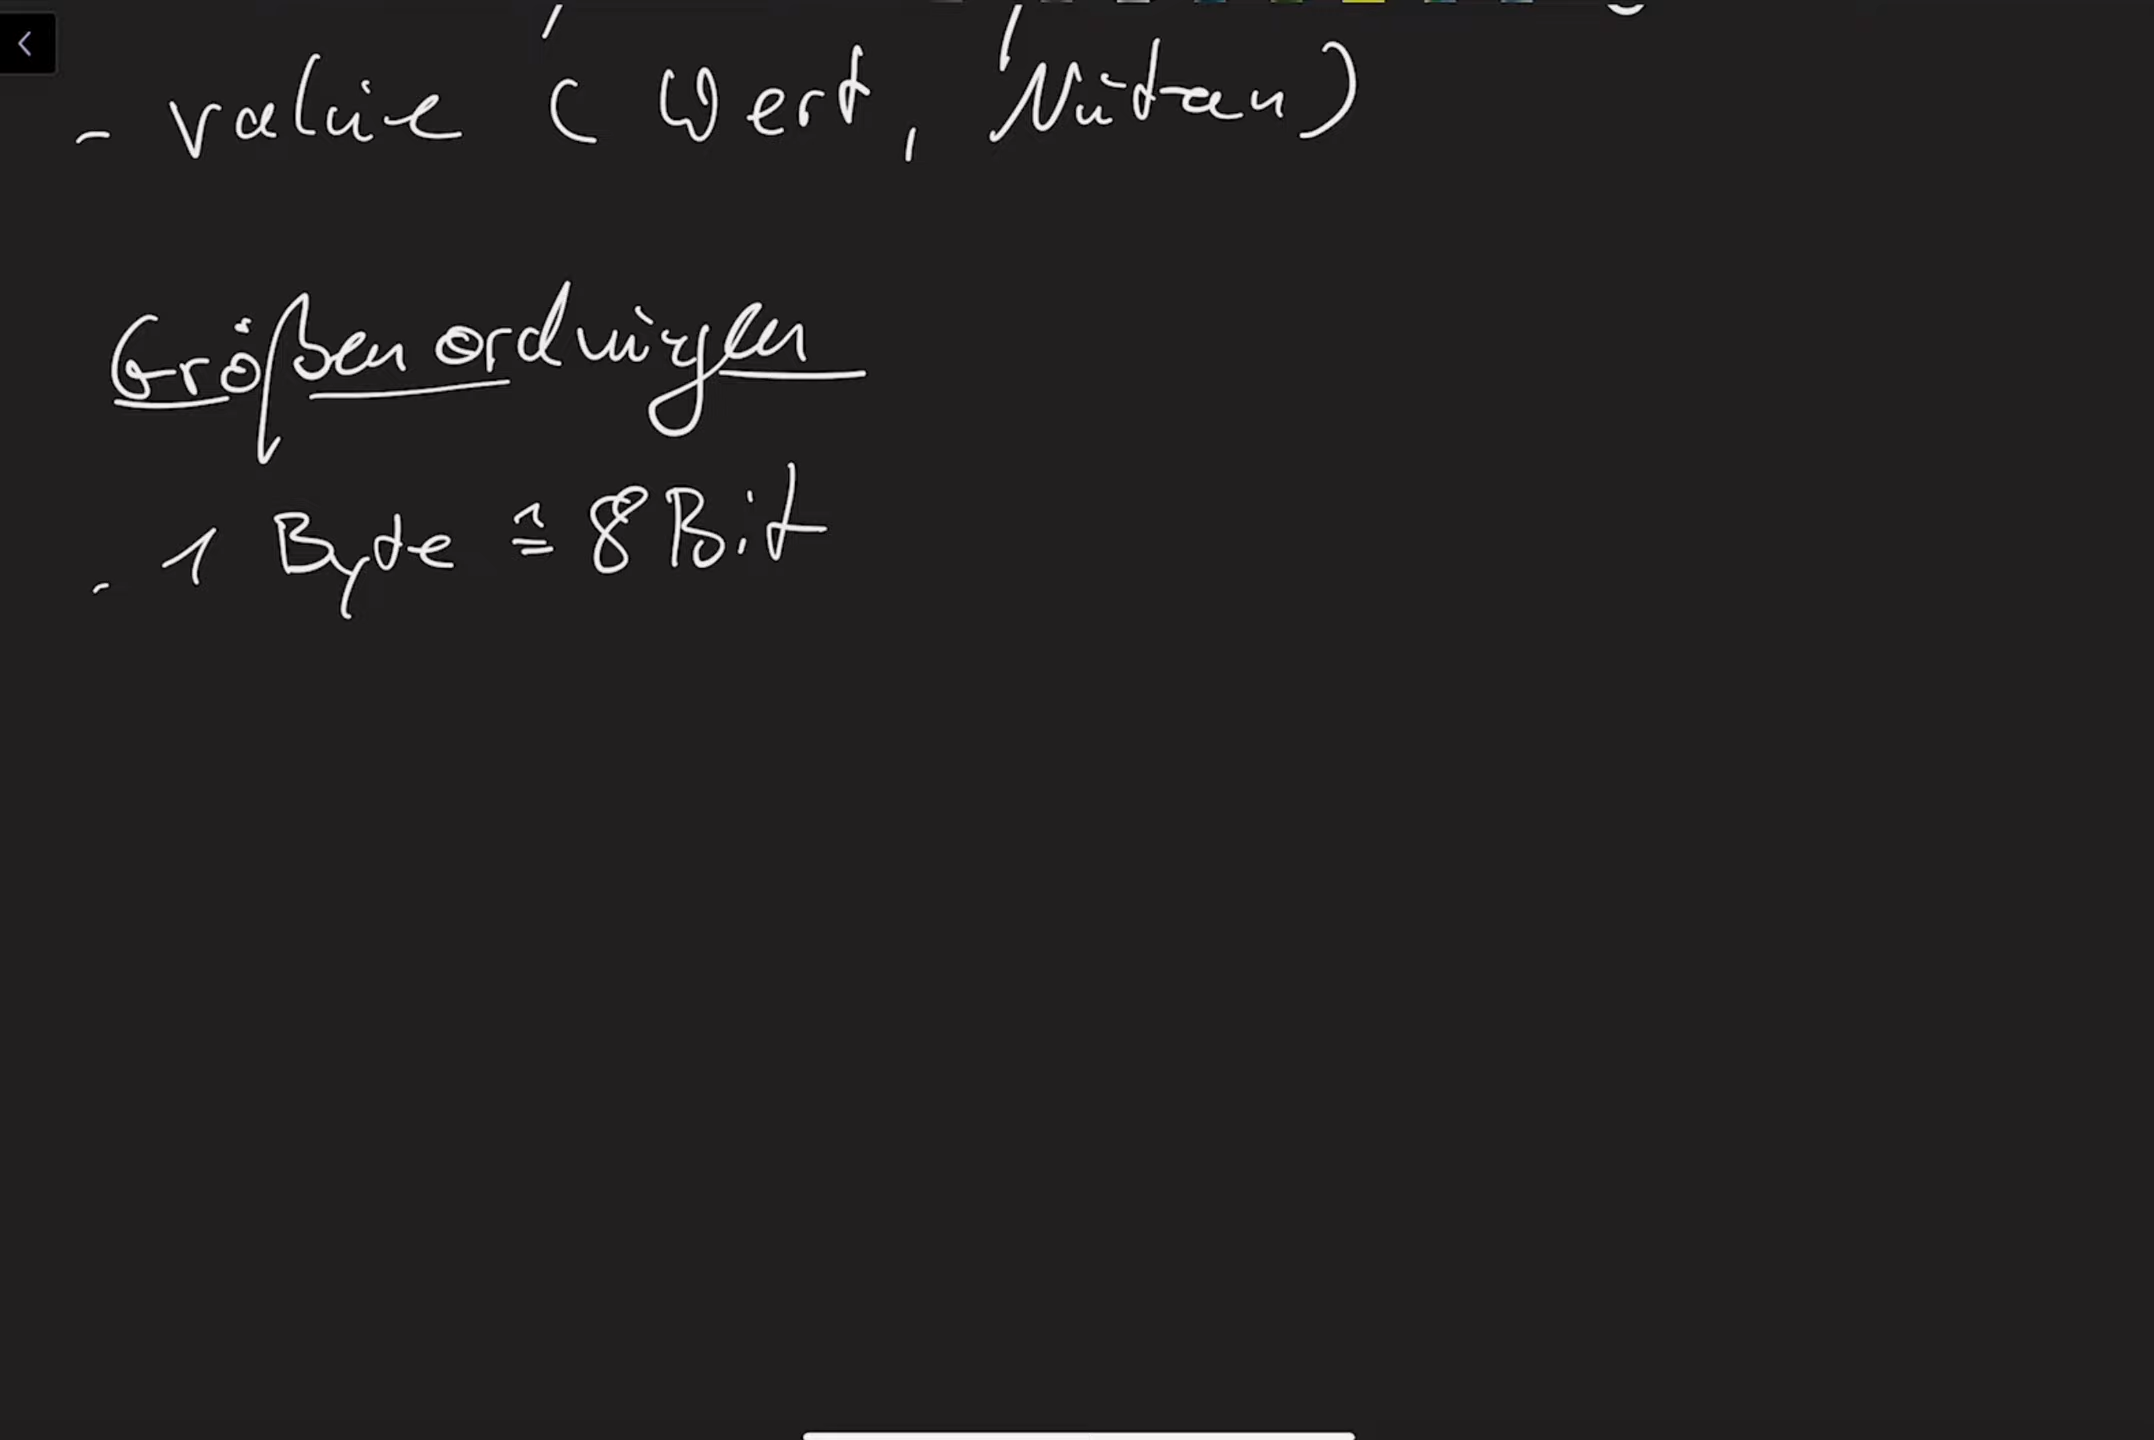 - value (Wert, Nutzen)
Größenordnungen
- 1 Byte ≙ 8 Bit